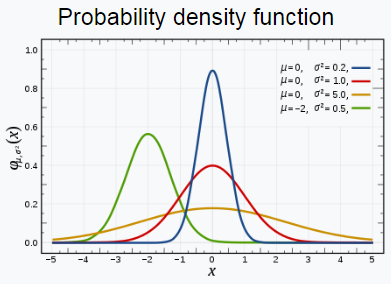 Probability density function
μ=0, σ²=0.2,
μ=0, σ²=1.0,
μ=0, σ²=5.0,
μ=−2, σ²=0.5,
φμ,σ²(x)
1.0
0.8
0.6
0.4
0.2
0.0
−5 −4 −3 −2 −1 0 1 2 3 4 5
x